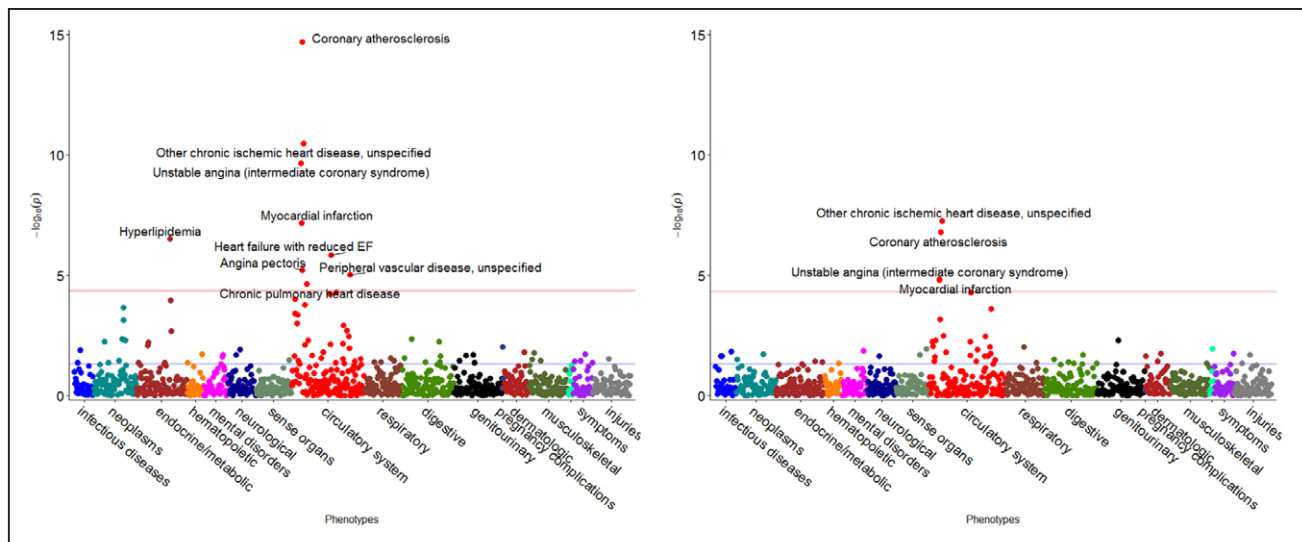 15
Coronary atherosclerosis
10
Other chronic ischemic heart disease, unspecified
Unstable angina (intermediate coronary syndrome)
−log10(p)
Myocardial infarction
Hyperlipidemia
Heart failure with reduced EF
Angina pectoris
Peripheral vascular disease, unspecified
5
Chronic pulmonary heart disease
0
infectious diseases
neoplasms
endocrine/metabolic
hematopoietic
mental disorders
neurological
sense organs
circulatory system
respiratory
digestive
genitourinary
pregnancy complications
dermatologic
musculoskeletal
symptoms
injuries
Phenotypes
15
10
−log10(p)
Other chronic ischemic heart disease, unspecified
Coronary atherosclerosis
5
Unstable angina (intermediate coronary syndrome)
Myocardial infarction
0
infectious diseases
neoplasms
endocrine/metabolic
hematopoietic
mental disorders
neurological
sense organs
circulatory system
respiratory
digestive
genitourinary
pregnancy complications
dermatologic
musculoskeletal
symptoms
injuries
Phenotypes